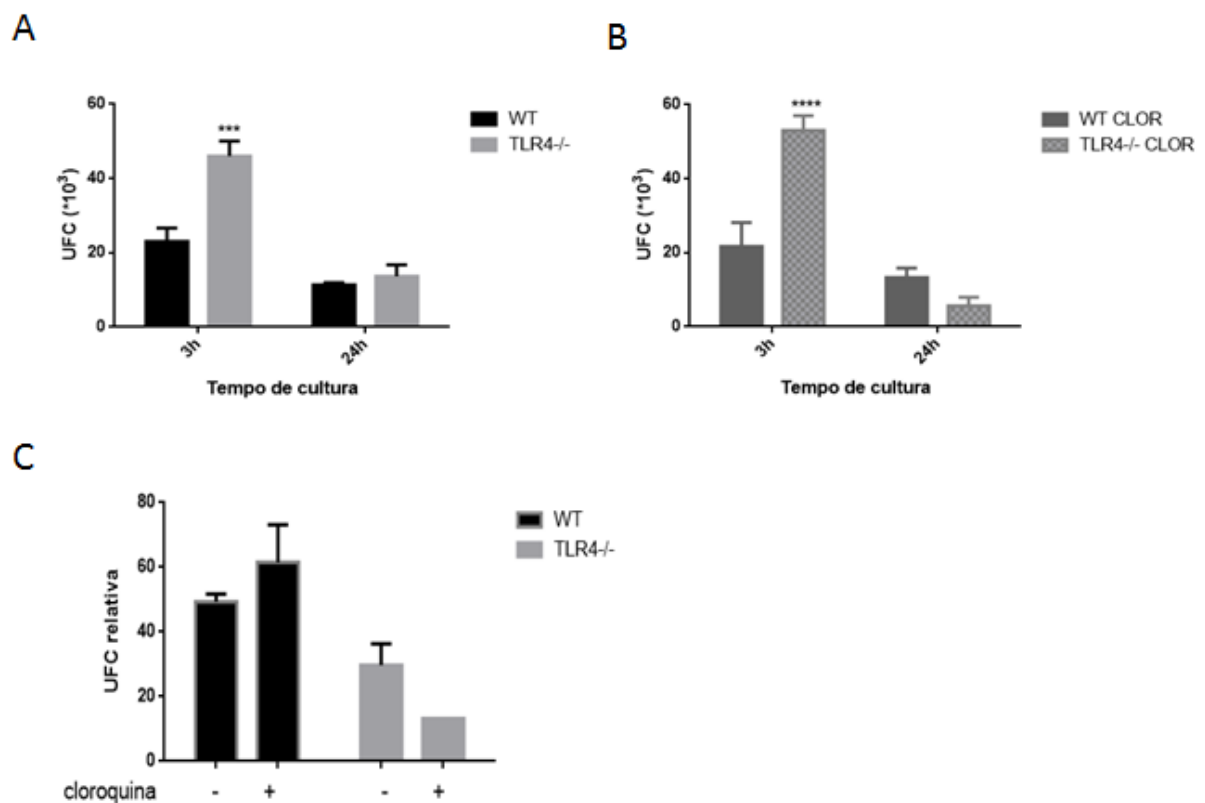 A
60
40
20
0
UFC (*10³)
***
WT
TLR4-/-
3h
24h
Tempo de cultura
B
60
40
20
0
UFC (*10³)
****
WT CLOR
TLR4-/- CLOR
3h
24h
Tempo de cultura
C
80
60
40
20
0
UFC relativa
WT
TLR4-/-
cloroquina - + - +